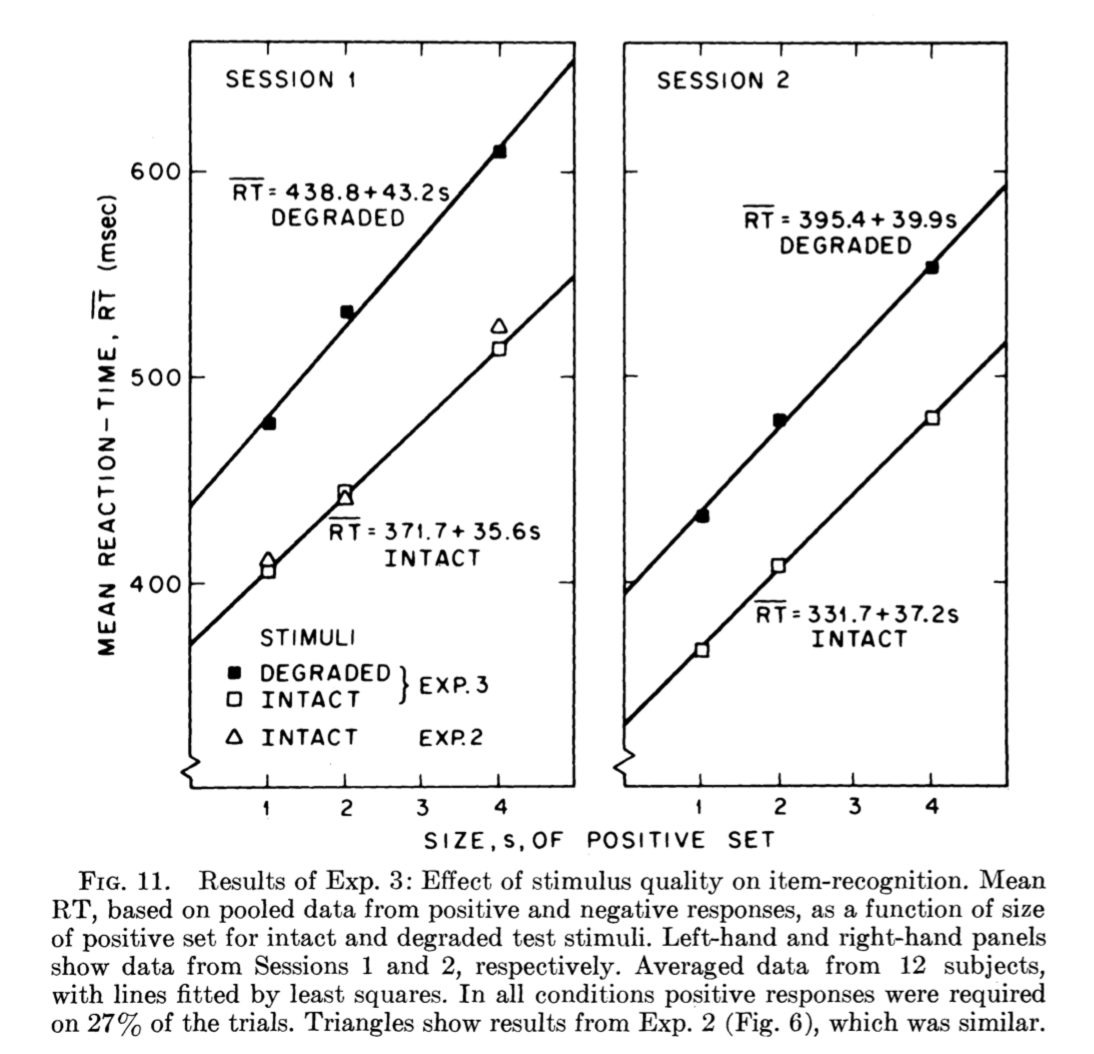 SESSION 1
SESSION 2
MEAN REACTION-TIME, RT (msec)
600
500
400
RT = 438.8+43.2s
DEGRADED
RT = 371.7+35.6s
INTACT
STIMULI
DEGRADED
INTACT
EXP. 3
INTACT EXP. 2
RT = 395.4+39.9s
DEGRADED
RT = 331.7+37.2s
INTACT
1 2 3 4
1 2 3 4
SIZE, s, OF POSITIVE SET
FIG. 11. Results of Exp. 3: Effect of stimulus quality on item-recognition. Mean
RT, based on pooled data from positive and negative responses, as a function of size
of positive set for intact and degraded test stimuli. Left-hand and right-hand panels
show data from Sessions 1 and 2, respectively. Averaged data from 12 subjects,
with lines fitted by least squares. In all conditions positive responses were required
on 27% of the trials. Triangles show results from Exp. 2 (Fig. 6), which was similar.